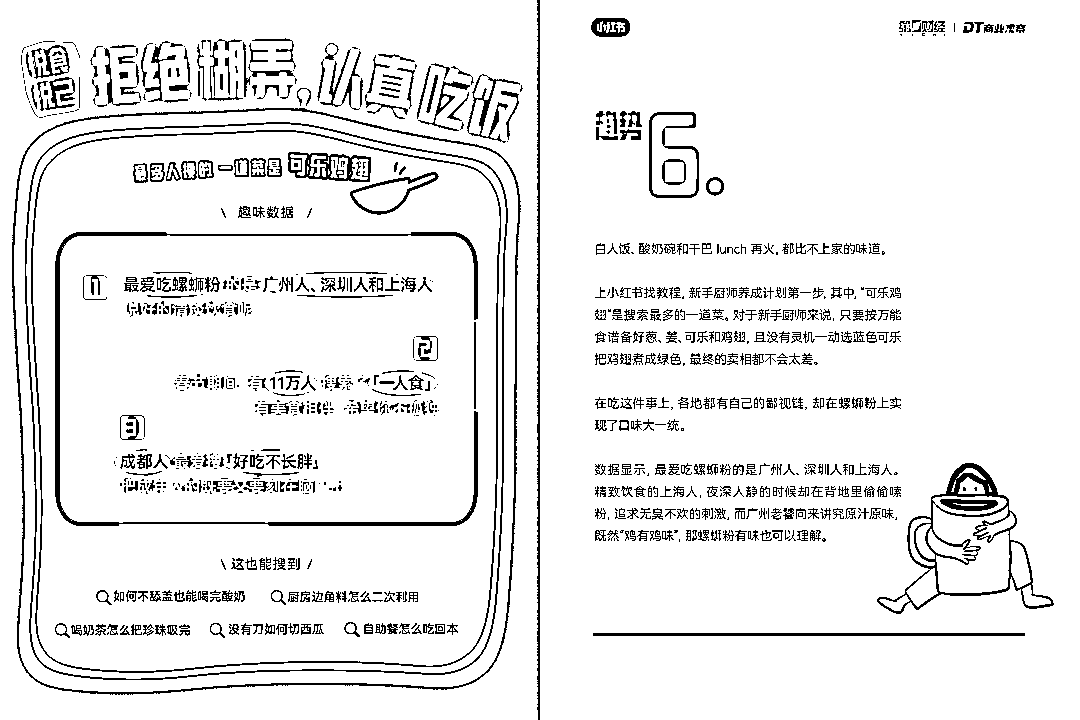 拒绝糊弄,认真吃饭
最多人搜的一道菜是 可乐鸡翅
\ 趣味数据 /
1
最爱吃螺蛳粉的是广州人、深圳人和上海人
2
春节期间 有11万人搜索「一人食」
3
成都人最爱搜「好吃不长胖」
\ 这也能搜到 /
如何不舔盖也能喝完酸奶
厨房边角料怎么二次利用
喝奶茶怎么把珍珠吸完
没有刀如何切西瓜
自助餐怎么吃回本
小红书
第一财经 | DT商业观察
趋势 6.
白人饭、酸奶碗和干巴 lunch 再火,都比不上家的味道。
上小红书找教程,新手厨师养成计划第一步,其中,“可乐鸡
翅”是搜索最多的一道菜。对于新手厨师来说,只要按万能
食谱备好葱、姜、可乐和鸡翅,且没有灵机一动选蓝色可乐
把鸡翅煮成绿色,最终的卖相都不会太差。
在吃这件事上,各地都有自己的鄙视链,却在螺蛳粉上实
现了口味大一统。
数据显示,最爱吃螺蛳粉的是广州人、深圳人和上海人。
精致饮食的上海人,夜深人静的时候却在背地里偷偷嗦
粉,追求无臭不欢的刺激,而广州老饕向来讲究原汁原味,
既然“鸡有鸡味”,那螺蛳粉有味也可以理解。